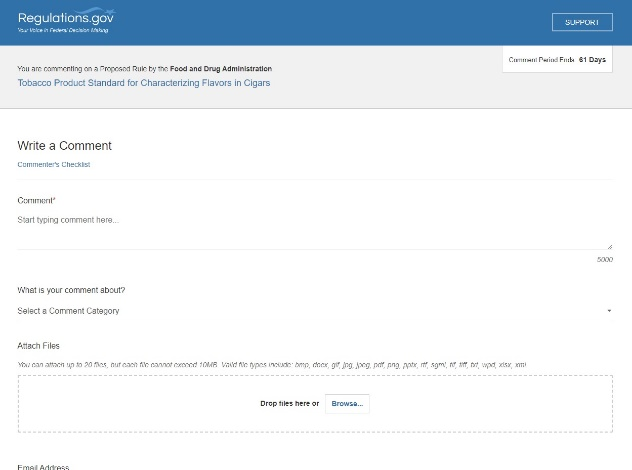 Regulations.gov
Your Voice in Federal Decision Making
SUPPORT
Comment Period Ends: 61 Days
You are commenting on a Proposed Rule by the Food and Drug Administration
Tobacco Product Standard for Characterizing Flavors in Cigars
Write a Comment
Commenter's Checklist
Comment*
Start typing comment here...
5000
What is your comment about?
Select a Comment Category
Attach Files
You can attach up to 20 files, but each file cannot exceed 10MB. Valid file types include: bmp, docx, gif, jpg, jpeg, pdf, png, pptx, rtf, sgml, tif, tiff, txt, wpd, xlsx, xml
Drop files here or Browse...
Email Address